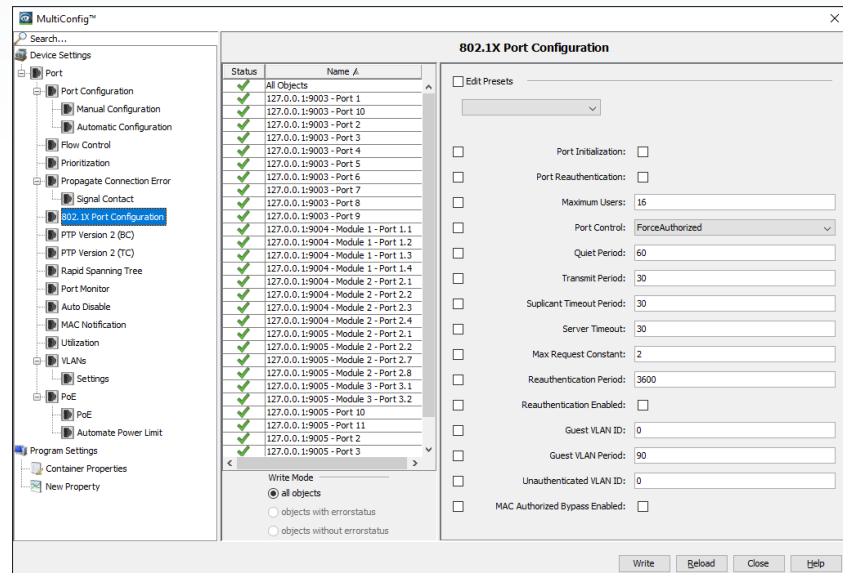 MultiConfig™
Search...
Device Settings
Port
Port Configuration
Manual Configuration
Automatic Configuration
Flow Control
Prioritization
Propagate Connection Error
Signal Contact
802.1X Port Configuration
PTP Version 2 (BC)
PTP Version 2 (TC)
Rapid Spanning Tree
Port Monitor
Auto Disable
MAC Notification
Utilization
VLANs
Settings
PoE
PoE
Automate Power Limit
Program Settings
Container Properties
New Property
802.1X Port Configuration
Status Name
All Objects
127.0.0.1:9003 - Port 1
127.0.0.1:9003 - Port 10
127.0.0.1:9003 - Port 2
127.0.0.1:9003 - Port 3
127.0.0.1:9003 - Port 4
127.0.0.1:9003 - Port 5
127.0.0.1:9003 - Port 6
127.0.0.1:9003 - Port 7
127.0.0.1:9003 - Port 8
127.0.0.1:9003 - Port 9
127.0.0.1:9004 - Module 1 - Port 1.1
127.0.0.1:9004 - Module 1 - Port 1.2
127.0.0.1:9004 - Module 1 - Port 1.3
127.0.0.1:9004 - Module 1 - Port 1.4
127.0.0.1:9004 - Module 2 - Port 2.1
127.0.0.1:9004 - Module 2 - Port 2.2
127.0.0.1:9004 - Module 2 - Port 2.3
127.0.0.1:9004 - Module 2 - Port 2.4
127.0.0.1:9005 - Module 2 - Port 2.1
127.0.0.1:9005 - Module 2 - Port 2.2
127.0.0.1:9005 - Module 2 - Port 2.7
127.0.0.1:9005 - Module 2 - Port 2.8
127.0.0.1:9005 - Module 3 - Port 3.1
127.0.0.1:9005 - Module 3 - Port 3.2
127.0.0.1:9005 - Port 10
127.0.0.1:9005 - Port 11
127.0.0.1:9005 - Port 2
127.0.0.1:9005 - Port 3
Write Mode
all objects
objects with errorstatus
objects without errorstatus
Edit Presets
Port Initialization:
Port Reauthentication:
Maximum Users: 16
Port Control: ForceAuthorized
Quiet Period: 60
Transmit Period: 30
Suplicant Timeout Period: 30
Server Timeout: 30
Max Request Constant: 2
Reauthentication Period: 3600
Reauthentication Enabled:
Guest VLAN ID: 0
Guest VLAN Period: 90
Unauthenticated VLAN ID: 0
MAC Authorized Bypass Enabled:
Write Reload Close Help